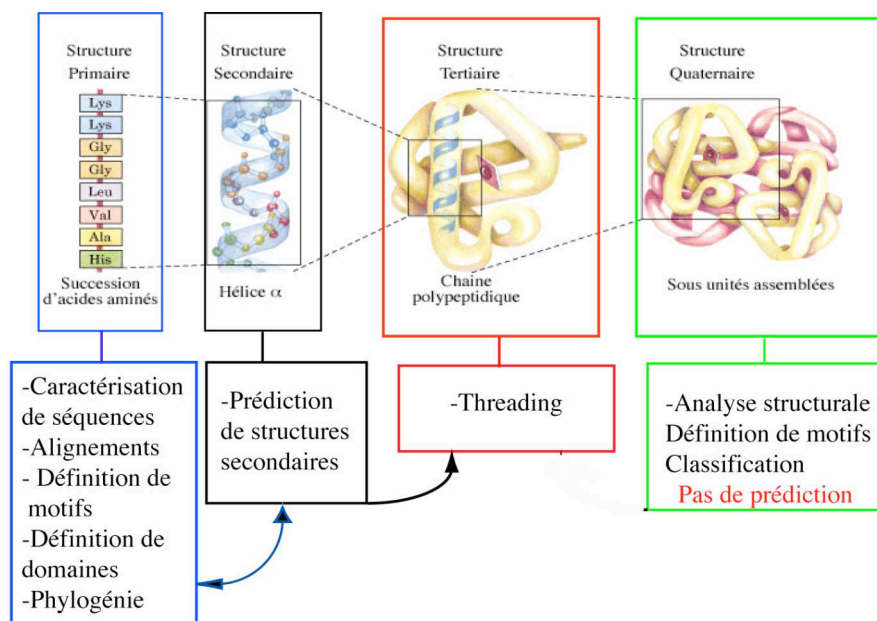 Structure
Primaire
Lys
Lys
Gly
Gly
Leu
Val
Ala
His
Succession
d'acides aminés
Structure
Secondaire
Hélice α
Structure
Tertiaire
Chaine
polypeptidique
Structure
Quaternaire
Sous unités assemblées
-Caractérisation
de séquences
-Alignements
- Définition de
motifs
-Définition de
domaines
-Phylogénie
-Prédiction
de structures
secondaires
-Threading
-Analyse structurale
Définition de motifs
Classification
Pas de prédiction